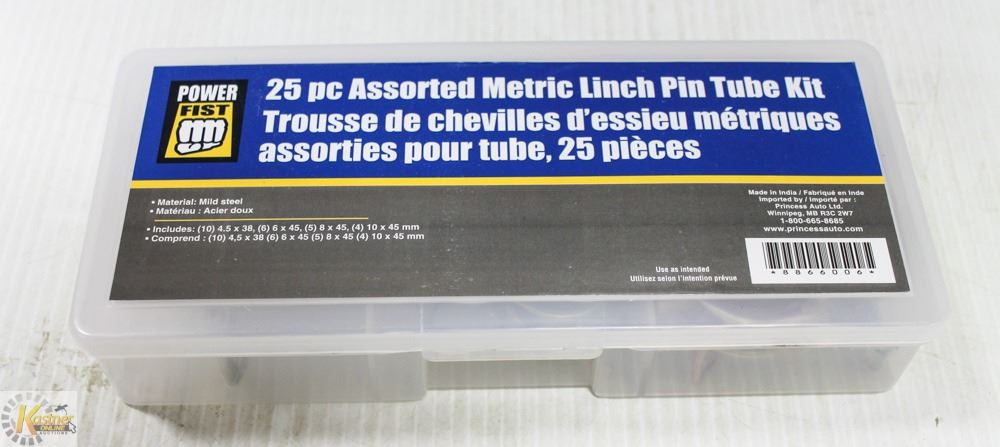 POWER
FIST
25 pc Assorted Metric Linch Pin Tube Kit
Trousse de chevilles d'essieu métriques
assorties pour tube, 25 pièces
• Material: Mild steel
• Matériau : Acier doux
• Includes: (10) 4.5 x 38, (6) 6 x 45, (5) 8 x 45, (4) 10 x 45 mm
• Comprend : (10) 4,5 x 38 (6) 6 x 45 (5) 8 x 45 (4) 10 x 45 mm
Made in India / Fabriqué en Inde
Imported by / Importé par :
Princess Auto Ltd.
Winnipeg, MB R3C 2W7
1-800-665-8685
www.princessauto.com
Use as intended
Utilisez selon l'intention prévue
*8866006*
Kastner
ONLINE
AUCTIONS